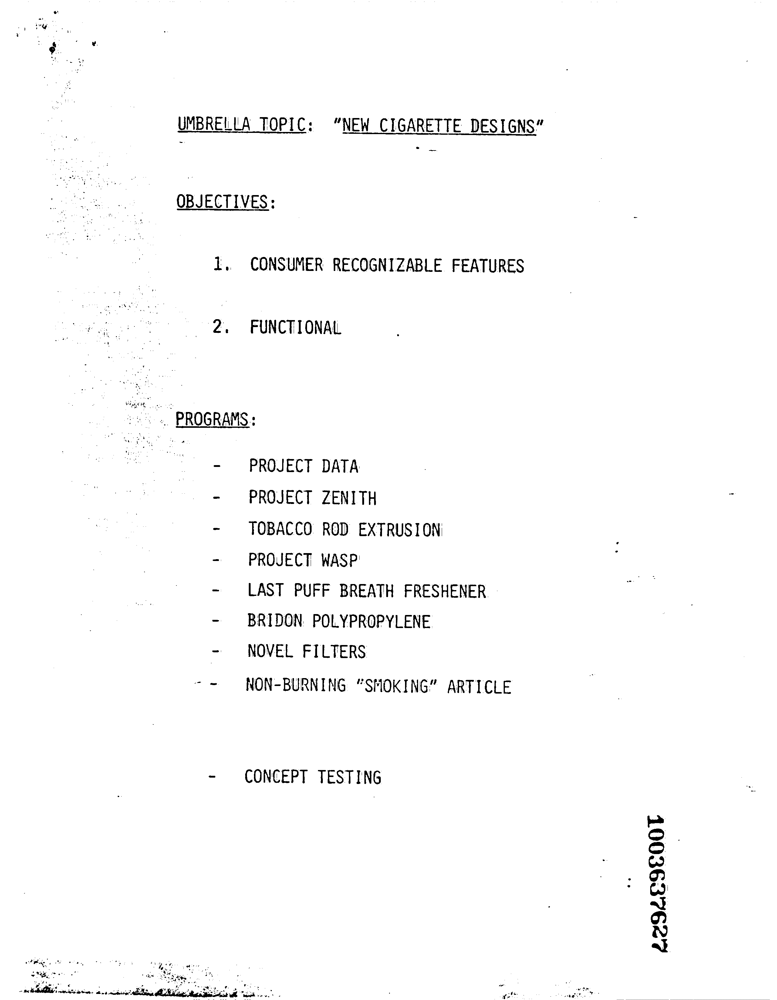 UMBRELLA TOPIC: "NEW CIGARETTE DESIGNS"
OBJECTIVES:
1. CONSUMER RECOGNIZABLE FEATURES
2. FUNCTIONAL
PROGRAMS:
- PROJECT DATA
- PROJECT ZENITH
- TOBACCO ROD EXTRUSION
- PROJECT WASP
- LAST PUFF BREATH FRESHENER
- BRIDON POLYPROPYLENE
- NOVEL FILTERS
- NON-BURNING "SMOKING" ARTICLE
- CONCEPT TESTING
1003637627